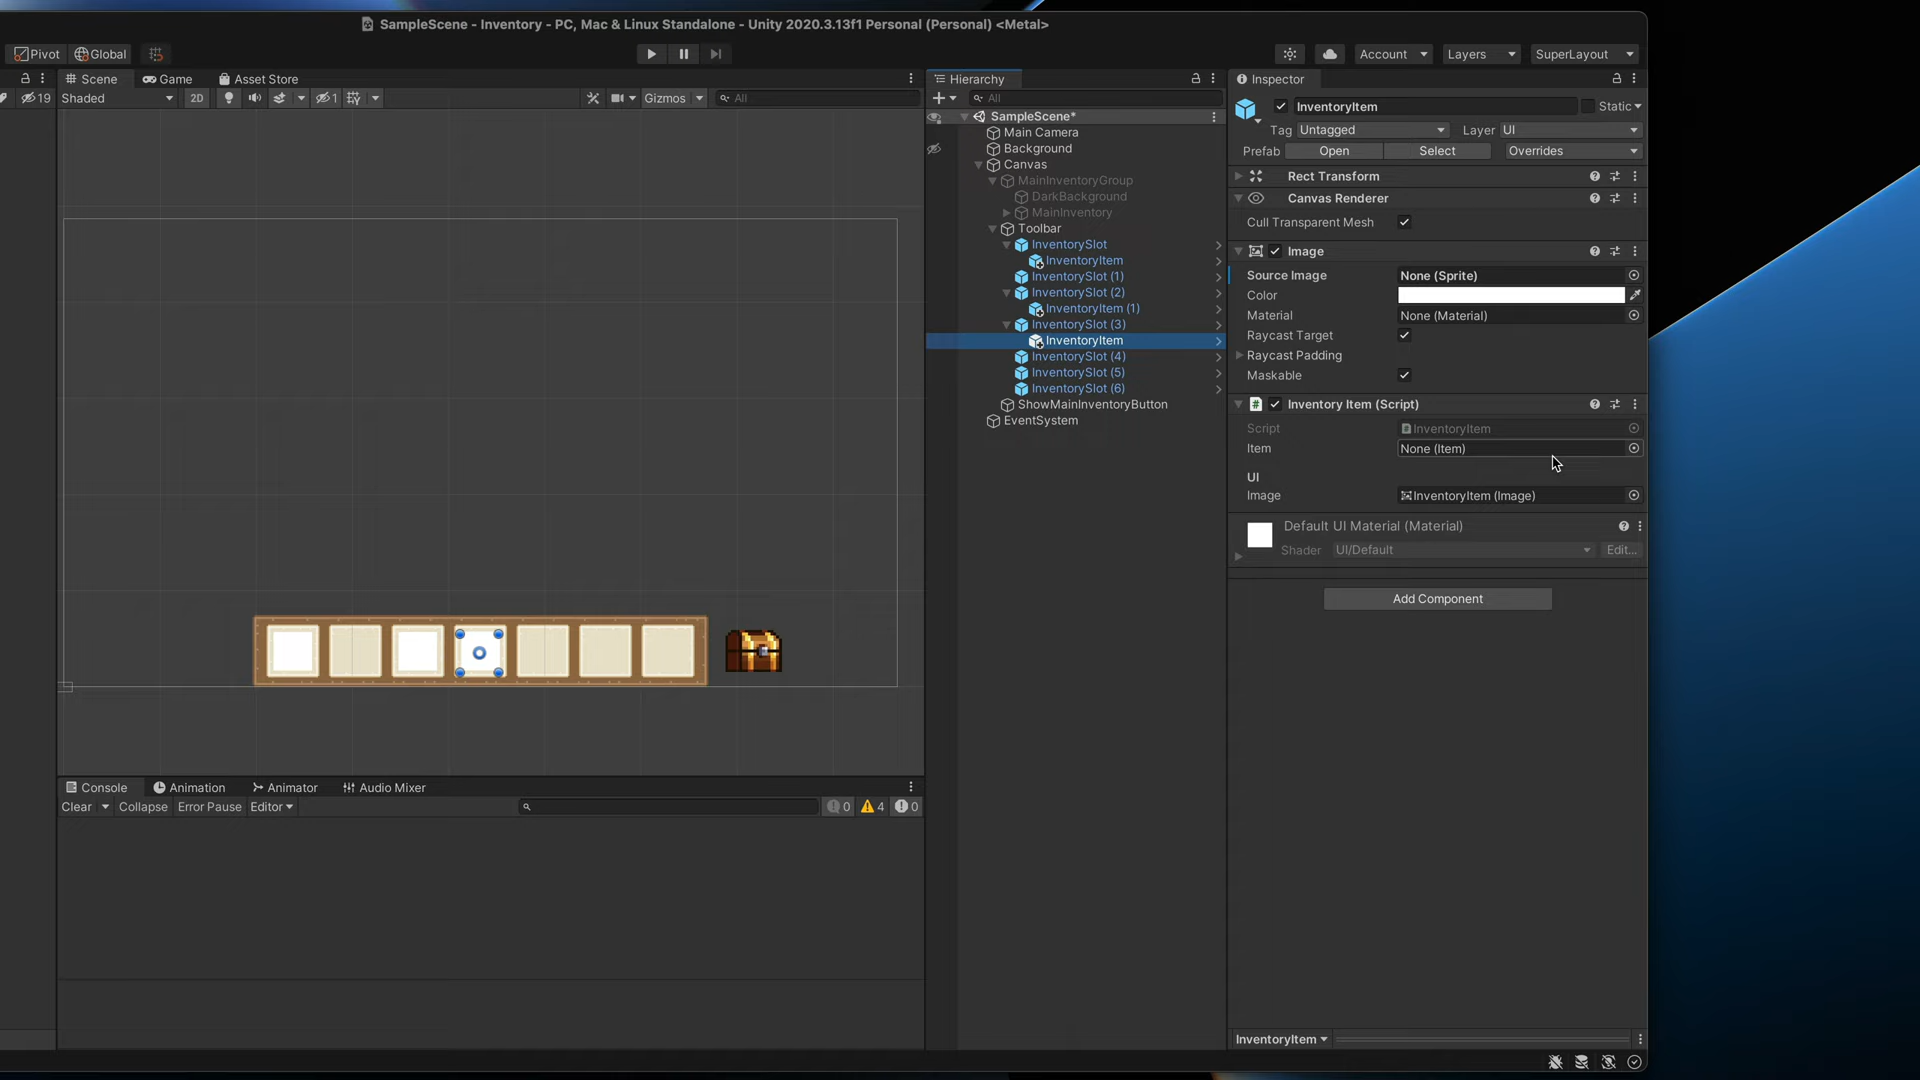 SampleScene - Inventory - PC, Mac & Linux Standalone - Unity 2020.3.13f1 Personal (Personal) <Metal>
Pivot Global Account Layers SuperLayout
Scene Game Asset Store
19 Shaded 2D 1 Gizmos All
Hierarchy
All
SampleScene*
Main Camera
Background
Canvas
MainInventoryGroup
DarkBackground
MainInventory
Toolbar
InventorySlot
InventoryItem
InventorySlot (1)
InventorySlot (2)
InventoryItem (1)
InventorySlot (3)
InventoryItem
InventorySlot (4)
InventorySlot (5)
InventorySlot (6)
ShowMainInventoryButton
EventSystem
Inspector
InventoryItem Static
Tag Untagged Layer UI
Prefab Open Select Overrides
Rect Transform
Canvas Renderer
Cull Transparent Mesh
Image
Source Image None (Sprite)
Color
Material None (Material)
Raycast Target
Raycast Padding
Maskable
# Inventory Item (Script)
Script InventoryItem
Item None (Item)
UI
Image InventoryItem (Image)
Default UI Material (Material)
Shader UI/Default Edit...
Add Component
InventoryItem
Console Animation Animator Audio Mixer
Clear Collapse Error Pause Editor 0 4 0